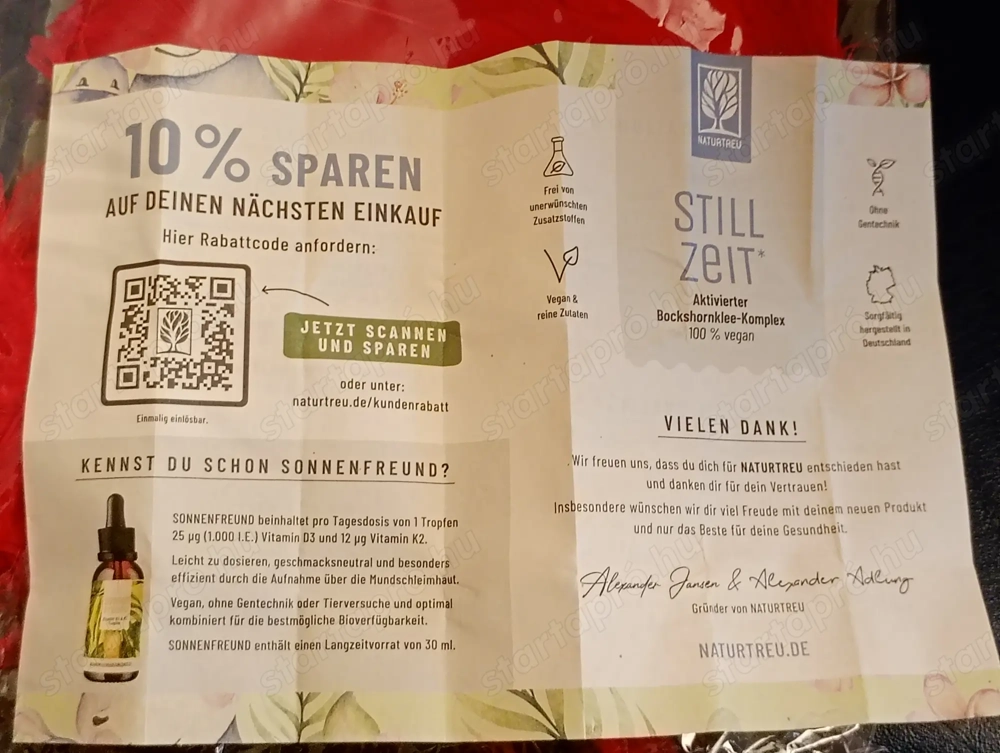 10 % SPAREN
AUF DEINEN NÄCHSTEN EINKAUF
Hier Rabattcode anfordern:
JETZT SCANNEN
UND SPAREN
oder unter:
naturtreu.de/kundenrabatt
Einmalig einlösbar.
KENNST DU SCHON SONNENFREUND?
SONNENFREUND beinhaltet pro Tagesdosis von 1 Tropfen
25 µg (1.000 I.E.) Vitamin D3 und 12 µg Vitamin K2.
Leicht zu dosieren, geschmacksneutral und besonders
effizient durch die Aufnahme über die Mundschleimhaut.
Vegan, ohne Gentechnik oder Tierversuche und optimal
kombiniert für die bestmögliche Bioverfügbarkeit.
SONNENFREUND enthält einen Langzeitvorrat von 30 ml.
Frei von
unerwünschten
Zusatzstoffen
Vegan &
reine Zutaten
NATURTREU
STILL
ZEIT*
Aktivierter
Bockshornklee-Komplex
100 % vegan
Ohne
Gentechnik
Sorgfältig
hergestellt in
Deutschland
VIELEN DANK!
Wir freuen uns, dass du dich für NATURTREU entschieden hast
und danken dir für dein Vertrauen!
Insbesondere wünschen wir dir viel Freude mit deinem neuen Produkt
und nur das Beste für deine Gesundheit.
Alexander Jansen & Alexander Adlung
Gründer von NATURTREU
NATURTREU.DE
startapró.hu